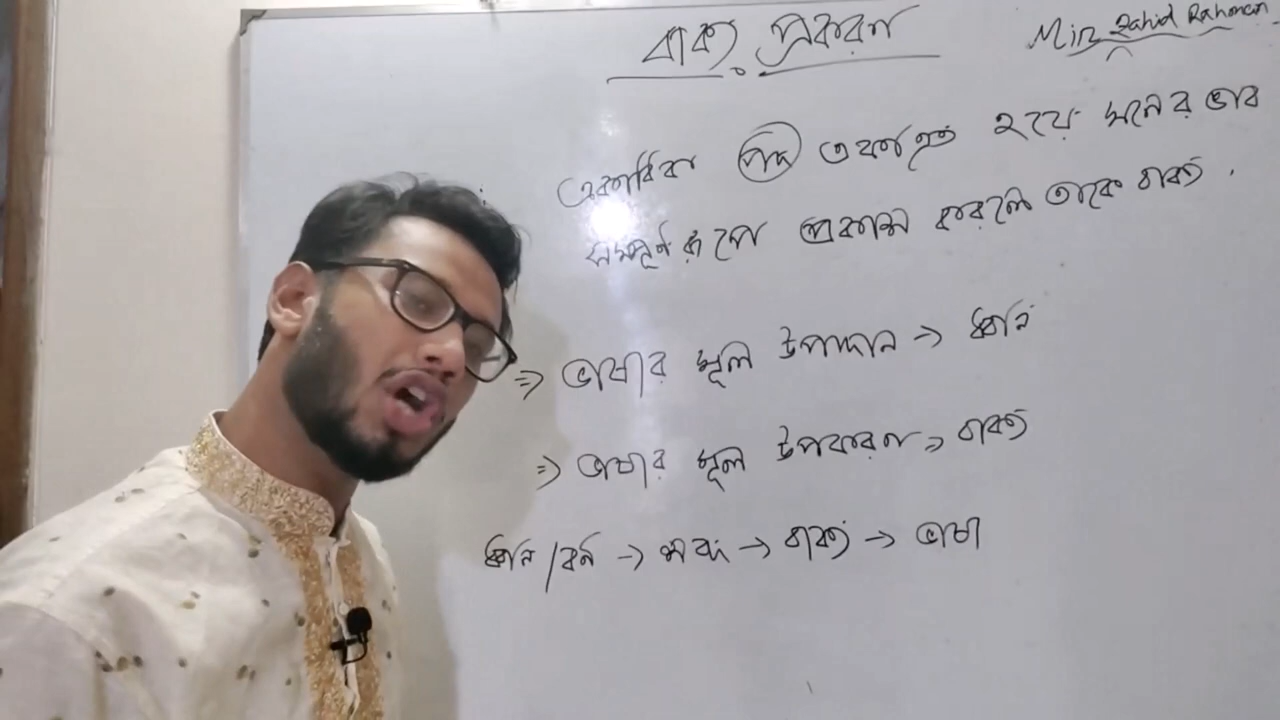 বাক্য প্রকরণ
Mir Zahid Rahman
একাধিক পদ একত্রিত হয়ে মনের ভাব
সম্পূর্ণ রূপে প্রকাশ করলে তাকে বাক্য .
⇒ ভাষার মূল উপাদান → ধ্বনি
⇒ ভাষার মূল উপকরণ ⇒ বাক্য
ধ্বনি / বর্ন → শব্দ → বাক্য → ভাষা